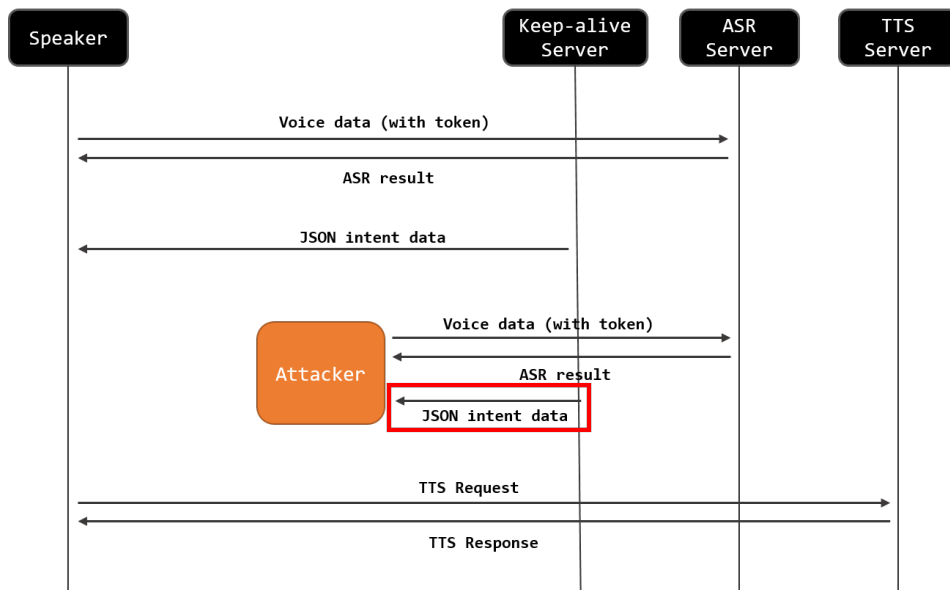 Speaker
Keep-alive
Server
ASR
Server
TTS
Server
Voice data (with token)
ASR result
JSON intent data
Voice data (with token)
Attacker
ASR result
JSON intent data
TTS Request
TTS Response